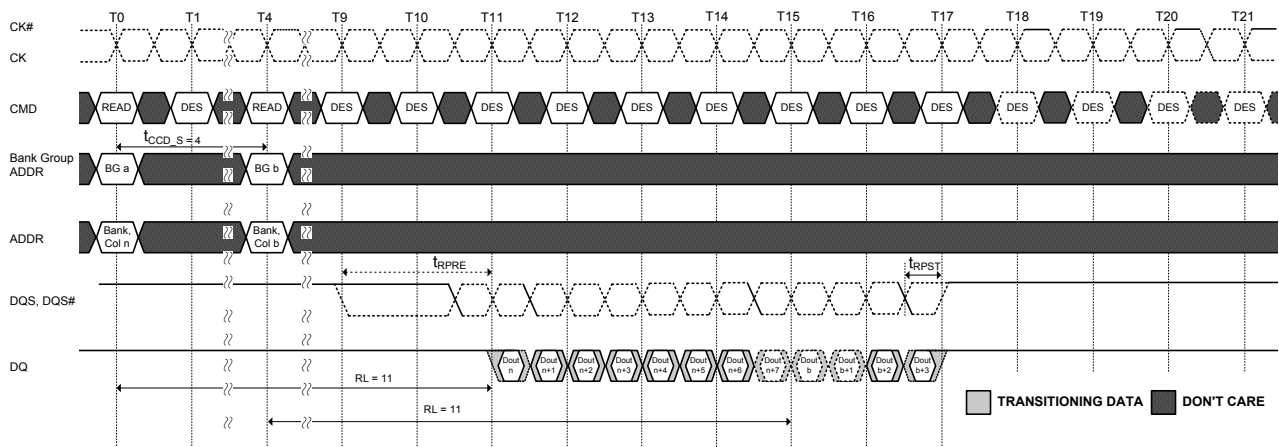 T0 T1 T4 T9 T10 T11 T12 T13 T14 T15 T16 T17 T18 T19 T20 T21
CK#
CK
CMD READ DES READ DES DES DES DES DES DES DES DES DES DES DES DES DES
tCCD_S = 4
Bank Group
ADDR
BG a BG b
ADDR
Bank,
Col n
Bank,
Col b
tRPRE tRPST
DQS, DQS#
DQ
Dout
n
Dout
n+1
Dout
n+2
Dout
n+3
Dout
n+4
Dout
n+5
Dout
n+6
Dout
n+7
Dout
b
Dout
b+1
Dout
b+2
Dout
b+3
RL = 11
RL = 11
TRANSITIONING DATA DON'T CARE